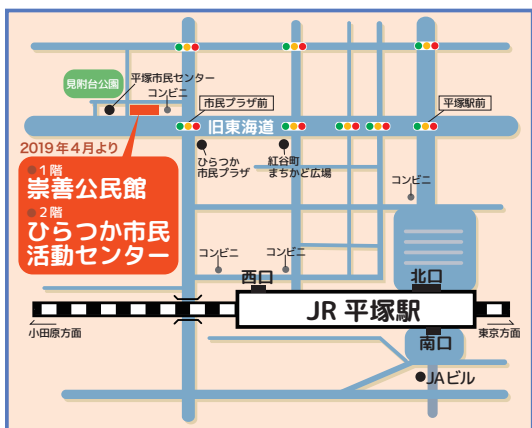 見附台公園
平塚市民センター
コンビニ
市民プラザ前
平塚駅前
旧東海道
2019年4月より
●1階
崇善公民館
●2階
ひらつか市民
活動センター
ひらつか
市民プラザ
紅谷町
まちかど広場
コンビニ
コンビニ
コンビニ
西口
北口
JR 平塚駅
小田原方面
東京方面
南口
JAビル